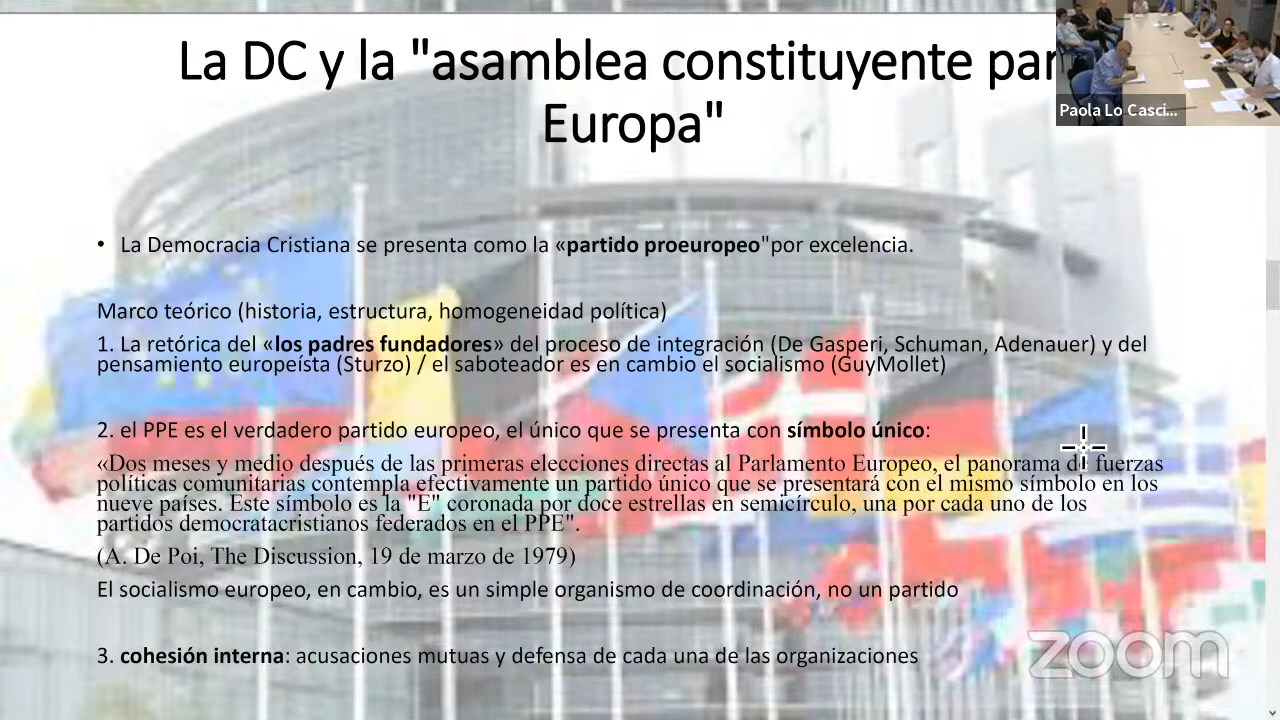 La DC y la "asamblea constituyente par
Europa"
Paola Lo Casci...
• La Democracia Cristiana se presenta como la «partido proeuropeo"por excelencia.
Marco teórico (historia, estructura, homogeneidad política)
1. La retórica del «los padres fundadores» del proceso de integración (De Gasperi, Schuman, Adenauer) y del
pensamiento europeísta (Sturzo) / el saboteador es en cambio el socialismo (GuyMollet)
2. el PPE es el verdadero partido europeo, el único que se presenta con símbolo único:
«Dos meses y medio después de las primeras elecciones directas al Parlamento Europeo, el panorama de fuerzas
políticas comunitarias contempla efectivamente un partido único que se presentará con el mismo símbolo en los
nueve países. Este símbolo es la "E" coronada por doce estrellas en semicírculo, una por cada uno de los
partidos democratacristianos federados en el PPE".
(A. De Poi, The Discussion, 19 de marzo de 1979)
El socialismo europeo, en cambio, es un simple organismo de coordinación, no un partido
3. cohesión interna: acusaciones mutuas y defensa de cada una de las organizaciones
zoom